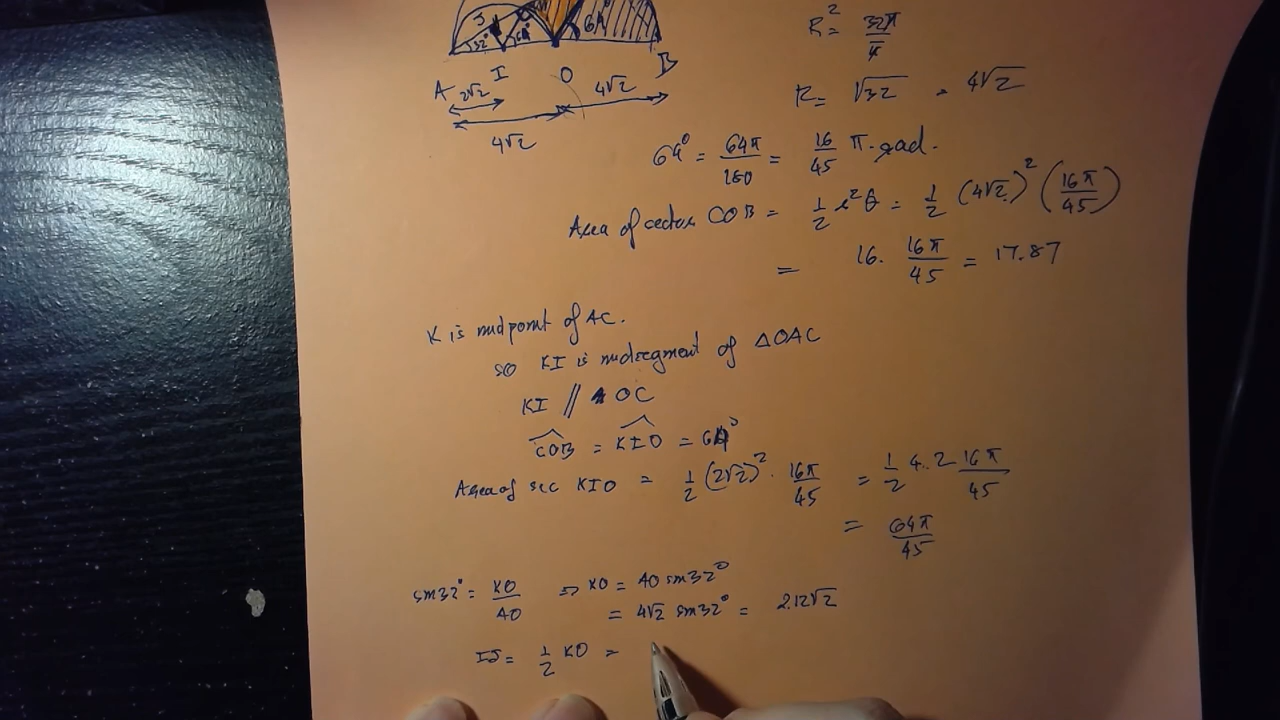 J
32° 64° 64°
A I O B
2√2 4√2
4√2
R² = 32π/π
R = √32 = 4√2
64° = 64π/180 = 16/45 π rad.
Area of sector COB = 1/2 r²θ = 1/2 (4√2)² (16π/45)
= 16. 16π/45 = 17.87
K is midpoint of AC.
so KI is midsegment of △OAC
KI // OC
COB = KIO = 64°
Area of sec KIO = 1/2 (2√2)² . 16π/45 = 1/2 4.2 16π/45
= 64π/45
sin32° = KO/AO ⇒ KO = AO sin32°
= 4√2 sin32° = 2.12√2
IJ = 1/2 KO =